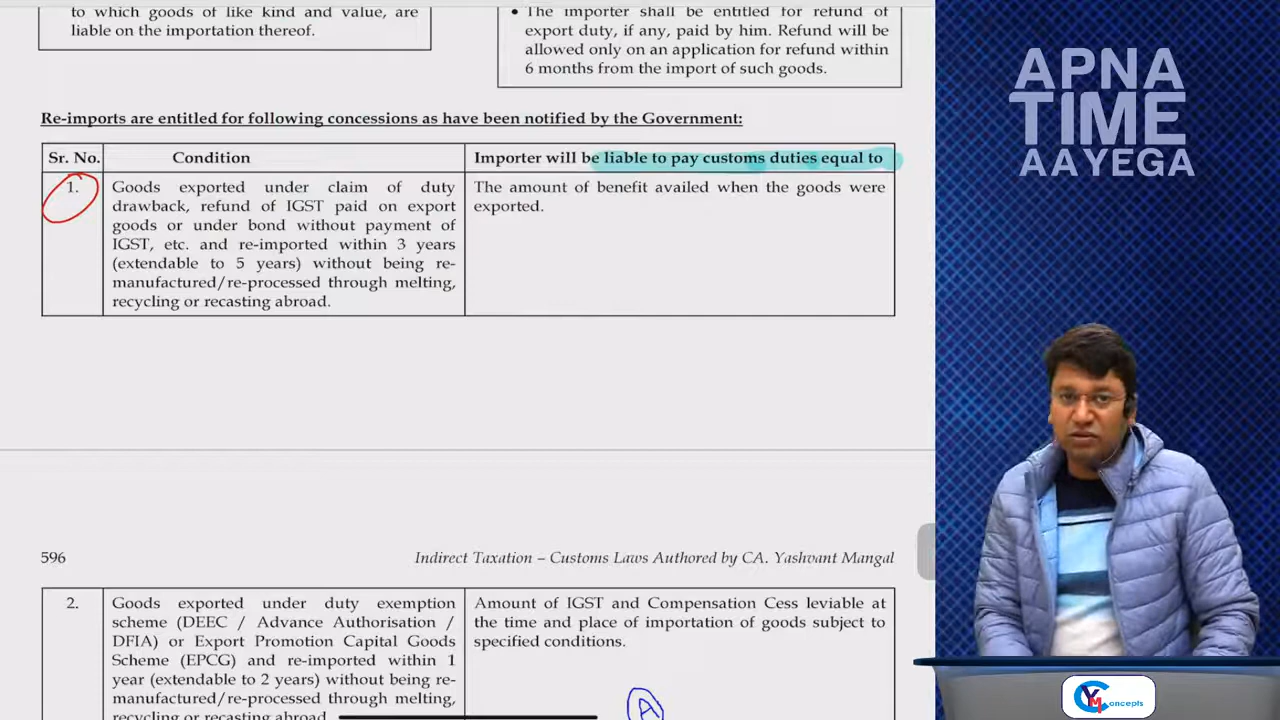 to which goods of like kind and value, are
liable on the importation thereof.
• The importer shall be entitled for refund of
export duty, if any, paid by him. Refund will be
allowed only on an application for refund within
6 months from the import of such goods.
Re-imports are entitled for following concessions as have been notified by the Government:
Sr. No. Condition Importer will be liable to pay customs duties equal to
1.
Goods exported under claim of duty
drawback, refund of IGST paid on export
goods or under bond without payment of
IGST, etc. and re-imported within 3 years
(extendable to 5 years) without being re-
manufactured/re-processed through melting,
recycling or recasting abroad.
The amount of benefit availed when the goods were
exported.
596 Indirect Taxation – Customs Laws Authored by CA. Yashvant Mangal
2.
Goods exported under duty exemption
scheme (DEEC / Advance Authorisation /
DFIA) or Export Promotion Capital Goods
Scheme (EPCG) and re-imported within 1
year (extendable to 2 years) without being re-
manufactured/re-processed through melting,
recycling or recasting abroad.
Amount of IGST and Compensation Cess leviable at
the time and place of importation of goods subject to
specified conditions.
A
APNA
TIME
AAYEGA
YM Concepts